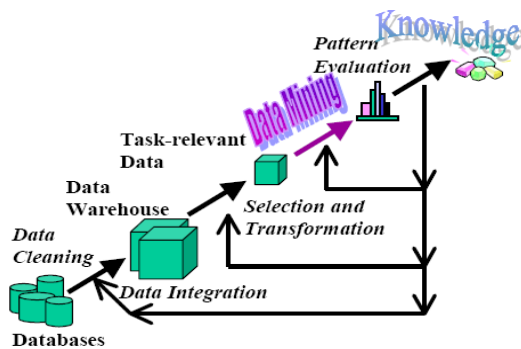 Knowledge
Pattern
Evaluation
Data Mining
Task-relevant
Data
Data
Warehouse
Selection and
Transformation
Data
Cleaning
Data Integration
Databases